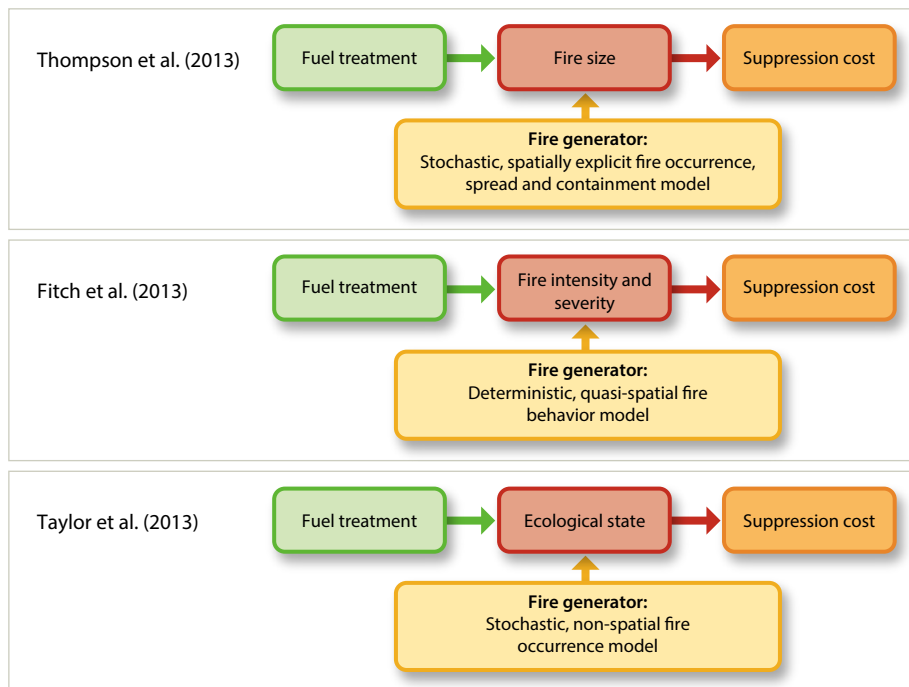 Thompson et al. (2013)
Fuel treatment
Fire size
Suppression cost
Fire generator:
Stochastic, spatially explicit fire occurrence,
spread and containment model
Fitch et al. (2013)
Fuel treatment
Fire intensity and
severity
Suppression cost
Fire generator:
Deterministic, quasi-spatial fire
behavior model
Taylor et al. (2013)
Fuel treatment
Ecological state
Suppression cost
Fire generator:
Stochastic, non-spatial fire
occurrence model